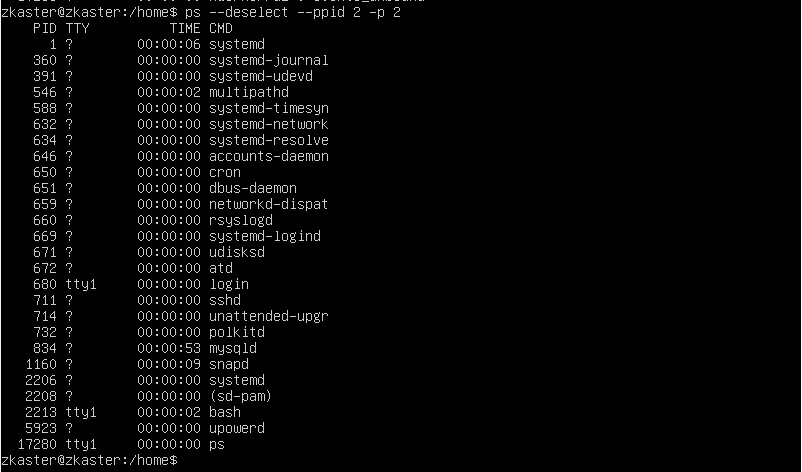 zkaster@zkaster:/home$ ps --deselect --ppid 2 -p 2
    PID TTY          TIME CMD
      1 ?        00:00:06 systemd
    360 ?        00:00:00 systemd-journal
    391 ?        00:00:00 systemd-udevd
    546 ?        00:00:02 multipathd
    588 ?        00:00:00 systemd-timesyn
    632 ?        00:00:00 systemd-network
    634 ?        00:00:00 systemd-resolve
    646 ?        00:00:00 accounts-daemon
    650 ?        00:00:00 cron
    651 ?        00:00:00 dbus-daemon
    659 ?        00:00:00 networkd-dispat
    660 ?        00:00:00 rsyslogd
    669 ?        00:00:00 systemd-logind
    671 ?        00:00:00 udisksd
    672 ?        00:00:00 atd
    680 tty1     00:00:00 login
    711 ?        00:00:00 sshd
    714 ?        00:00:00 unattended-upgr
    732 ?        00:00:00 polkitd
    834 ?        00:00:53 mysqld
   1160 ?        00:00:09 snapd
   2206 ?        00:00:00 systemd
   2208 ?        00:00:00 (sd-pam)
   2213 tty1     00:00:02 bash
   5923 ?        00:00:00 upowerd
  17280 tty1     00:00:00 ps
zkaster@zkaster:/home$